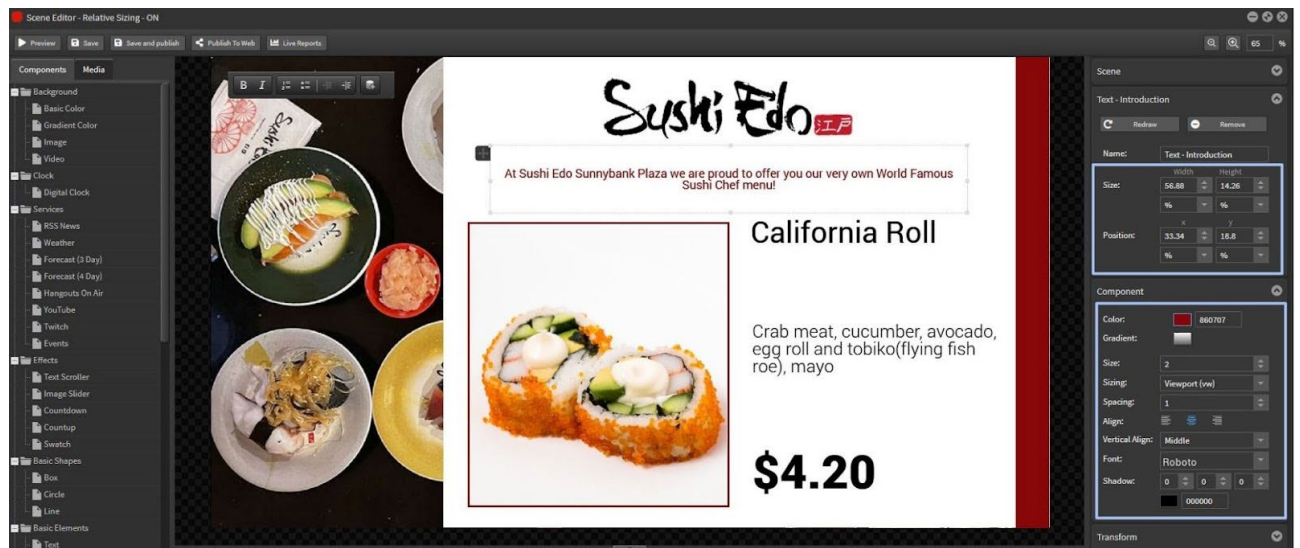 Scene Editor - Relative Sizing - ON
Preview Save Save and publish Publish To Web Live Reports 65 %
Components Media
Background
Basic Color
Gradient Color
Image
Video
Clock
Digital Clock
Services
RSS News
Weather
Forecast (3 Day)
Forecast (4 Day)
Hangouts On Air
YouTube
Twitch
Events
Effects
Text Scroller
Image Slider
Countdown
Countup
Swatch
Basic Shapes
Box
Circle
Line
Basic Elements
Text
B I
Sushi Edo 江戸
At Sushi Edo Sunnybank Plaza we are proud to offer you our very own World Famous
Sushi Chef menu!
California Roll
Crab meat, cucumber, avocado,
egg roll and tobiko(flying fish
roe), mayo
$4.20
Scene
Text - Introduction
Redraw Remove
Name: Text - Introduction
Width Height
Size: 56.88 14.26
% %
x y
Position: 33.34 18.8
% %
Component
Color: 860707
Gradient:
Size: 2
Sizing: Viewport (vw)
Spacing: 1
Align:
Vertical Align: Middle
Font: Roboto
Shadow: 0 0 0
000000
Transform